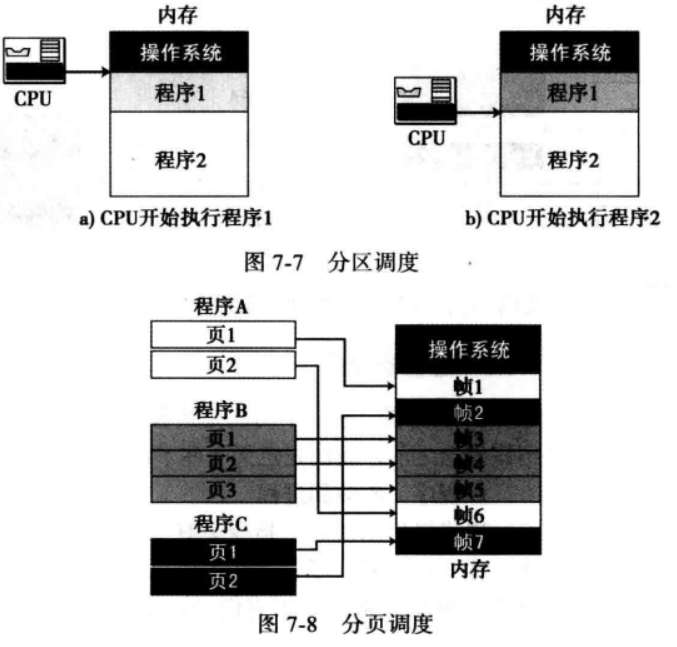 内存
操作系统
程序1
程序2
CPU
a) CPU开始执行程序1
内存
操作系统
程序1
程序2
CPU
b) CPU开始执行程序2
图 7-7 分区调度
程序A
页1
页2
程序B
页1
页2
页3
程序C
页1
页2
操作系统
帧1
帧2
帧3
帧4
帧5
帧6
帧7
内存
图 7-8 分页调度